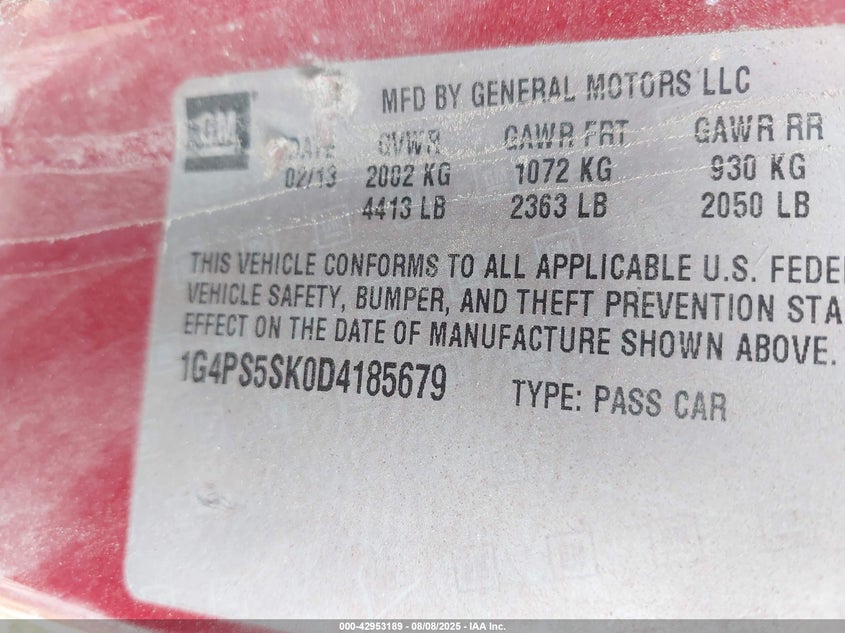 MFD BY GENERAL MOTORS LLC
GM
DATE GVWR GAWR FRT GAWR RR
02/13 2002 KG 1072 KG 930 KG
4413 LB 2363 LB 2050 LB
THIS VEHICLE CONFORMS TO ALL APPLICABLE U.S. FEDER
VEHICLE SAFETY, BUMPER, AND THEFT PREVENTION STA
EFFECT ON THE DATE OF MANUFACTURE SHOWN ABOVE.
1G4PS5SK0D4185679 TYPE: PASS CAR
000-42953189 - 08/08/2025 - IAA Inc.